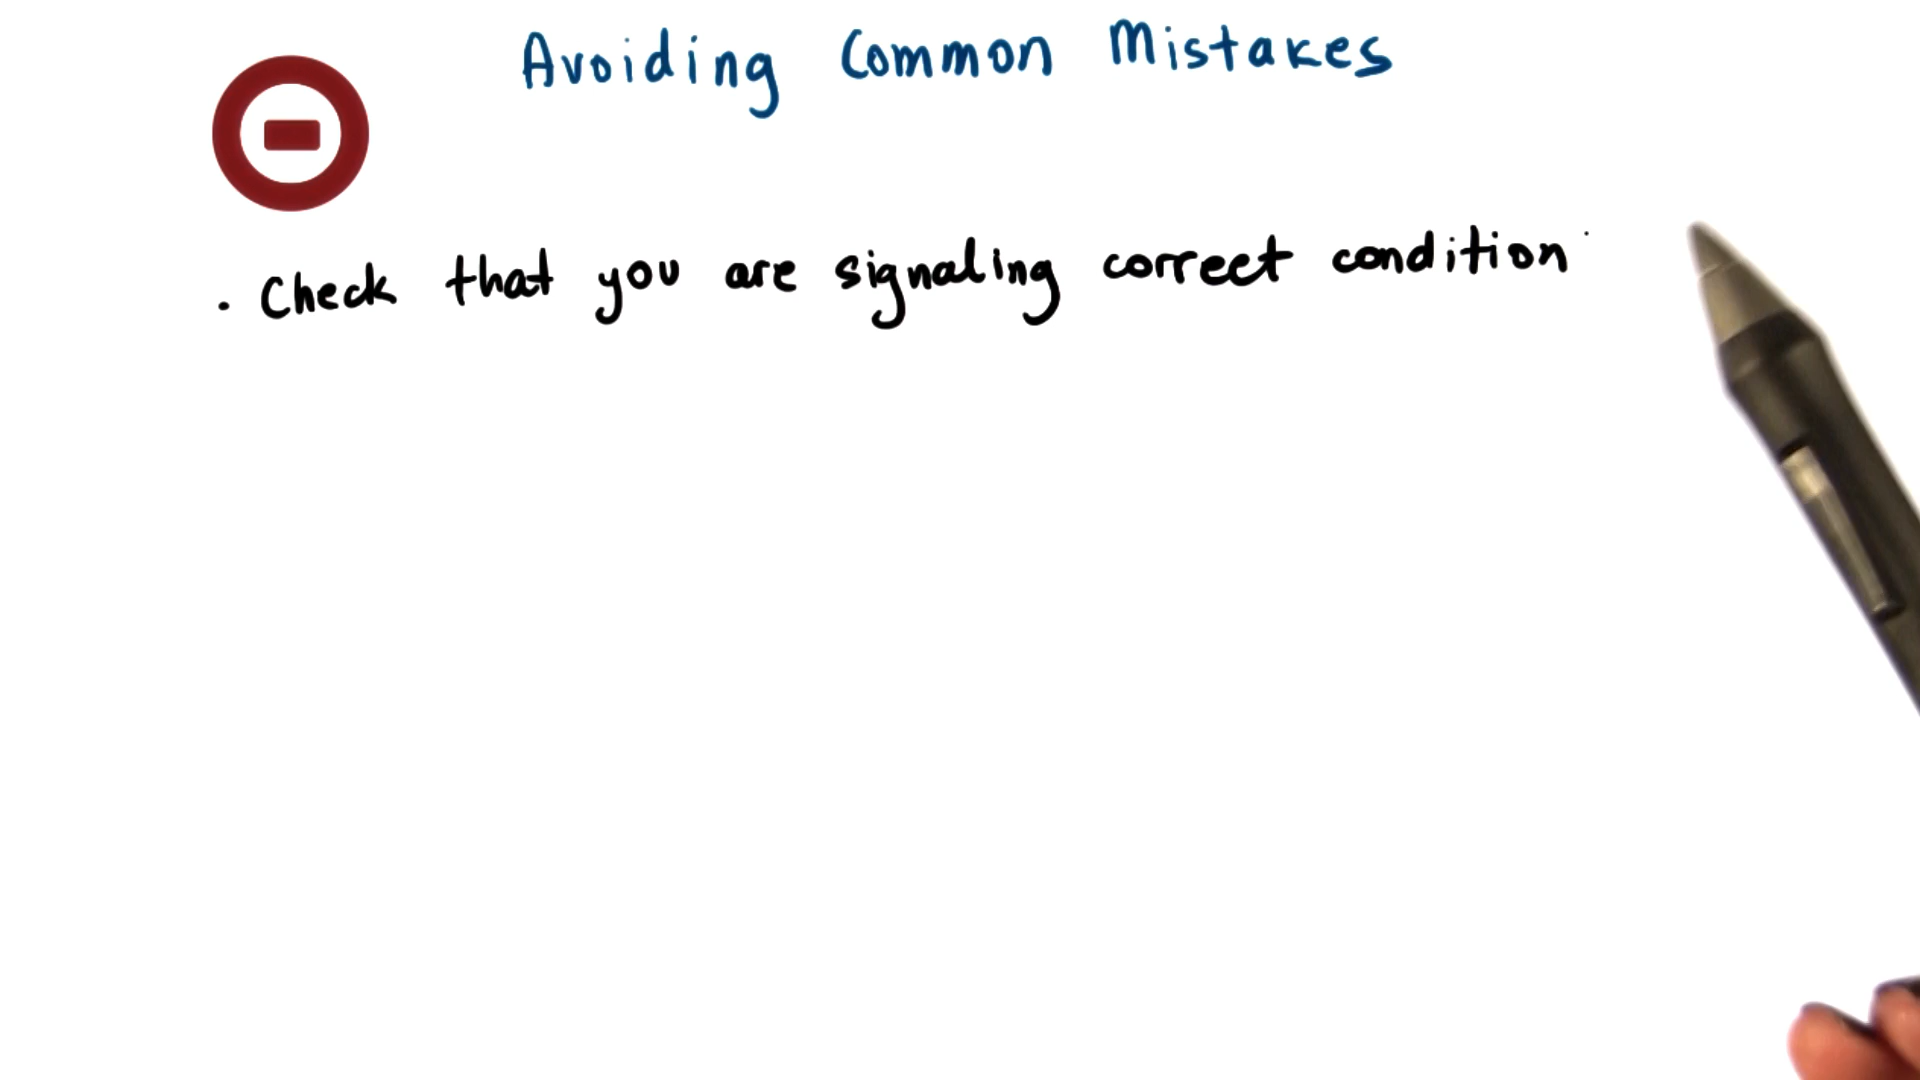 Avoiding Common Mistakes
. Check that you are signaling correct condition